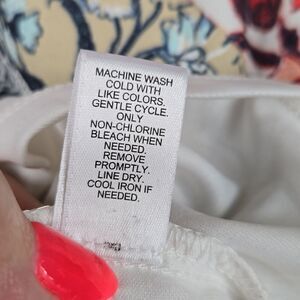 MACHINE WASH
COLD WITH
LIKE COLORS.
GENTLE CYCLE.
ONLY
NON-CHLORINE
BLEACH WHEN
NEEDED.
REMOVE
PROMPTLY.
LINE DRY.
COOL IRON IF
NEEDED.